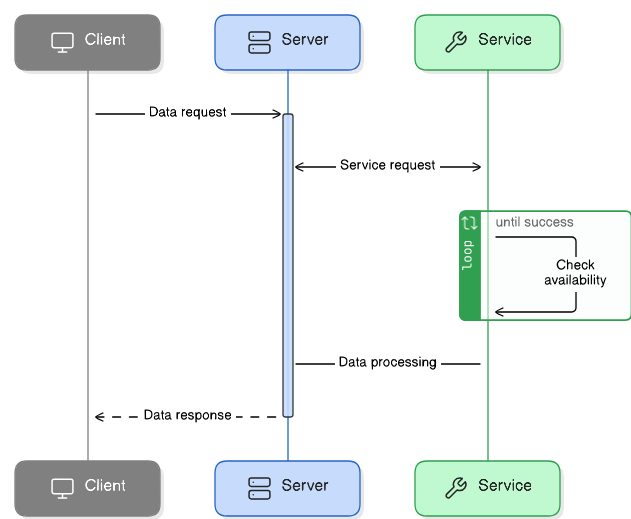 Client
Server
Service
Data request
Service request
until success
loop
Check
availability
Data processing
Data response
Client
Server
Service